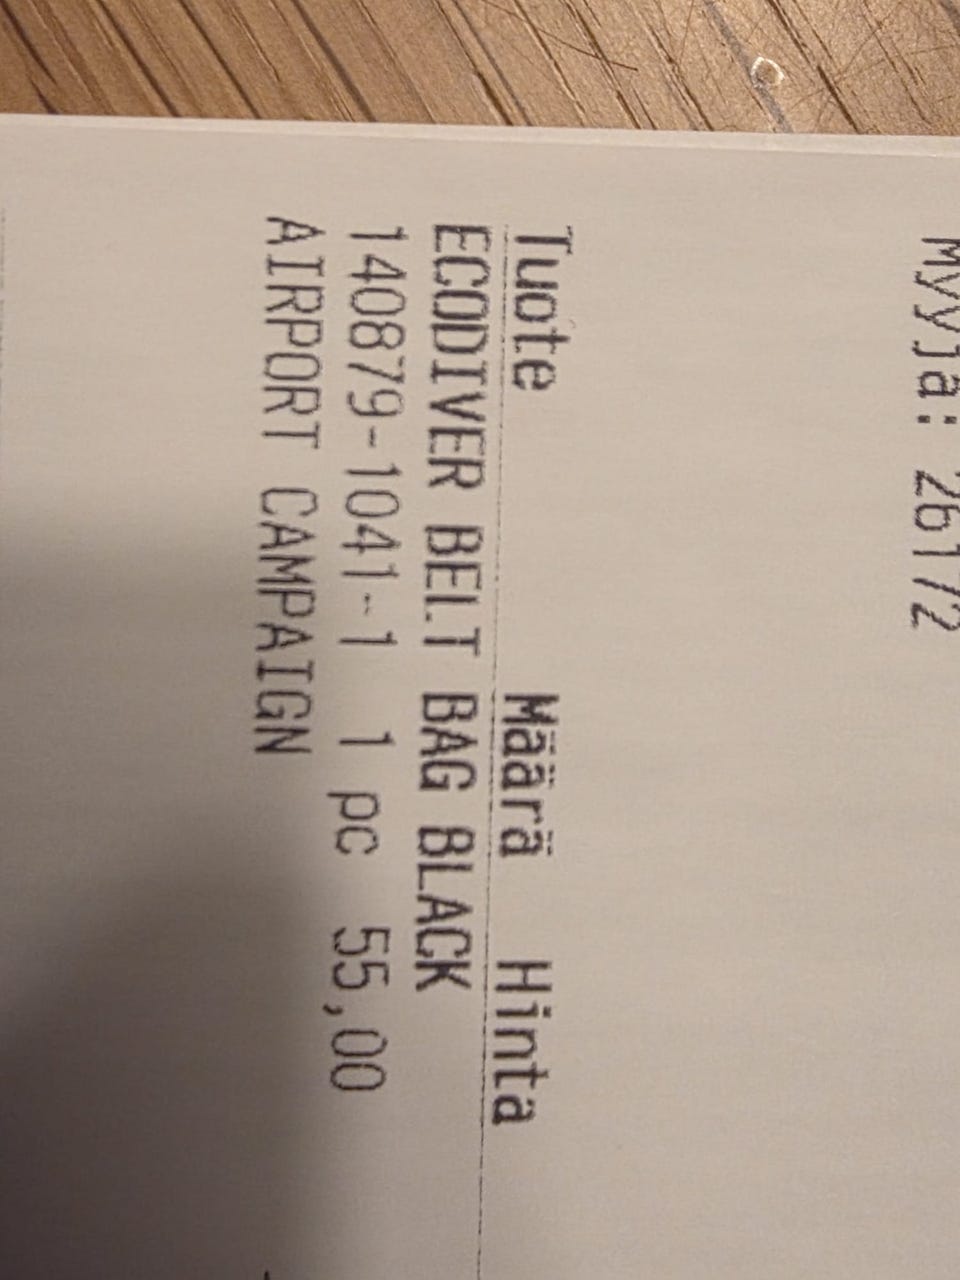 Myyjä: 26172
Tuote Määrä Hinta
ECODIVER BELT BAG BLACK
140879-1041-1 1 pc 55,00
AIRPORT CAMPAIGN